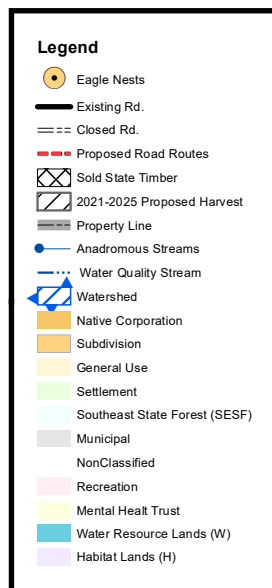 Legend
Eagle Nests
Existing Rd.
Closed Rd.
Proposed Road Routes
Sold State Timber
2021-2025 Proposed Harvest
Property Line
Anadromous Streams
Water Quality Stream
Watershed
Native Corporation
Subdivision
General Use
Settlement
Southeast State Forest (SESF)
Municipal
NonClassified
Recreation
Mental Healt Trust
Water Resource Lands (W)
Habitat Lands (H)